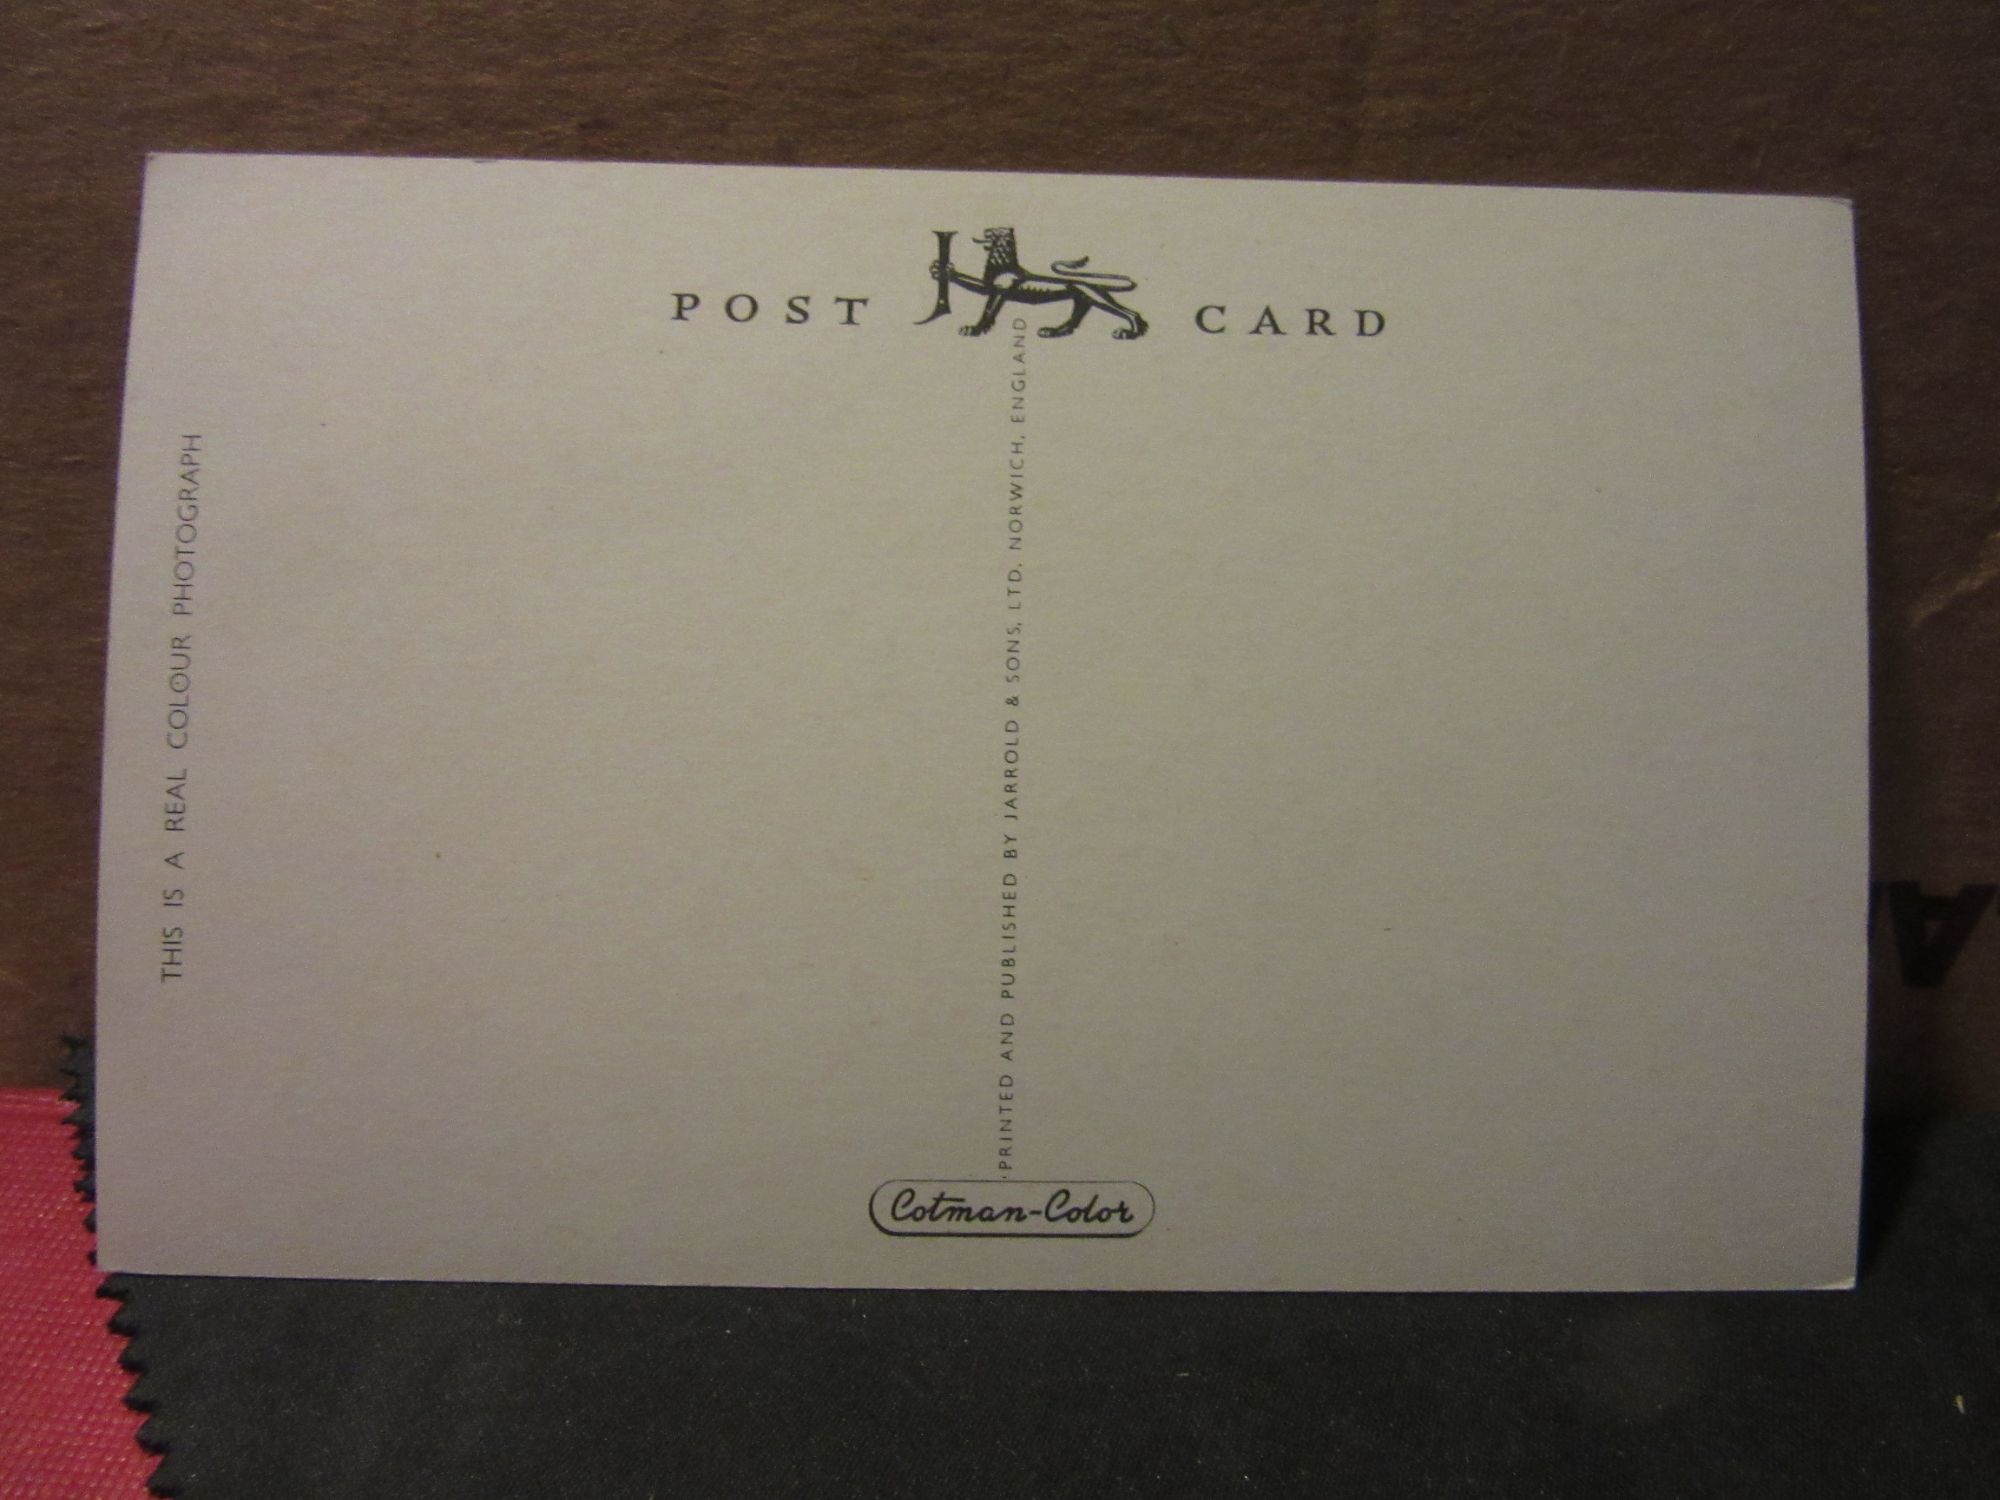 POST J CARD
THIS IS A REAL COLOUR PHOTOGRAPH
PRINTED AND PUBLISHED BY JARROLD & SONS, LTD. NORWICH, ENGLAND
Cotman-Color
A